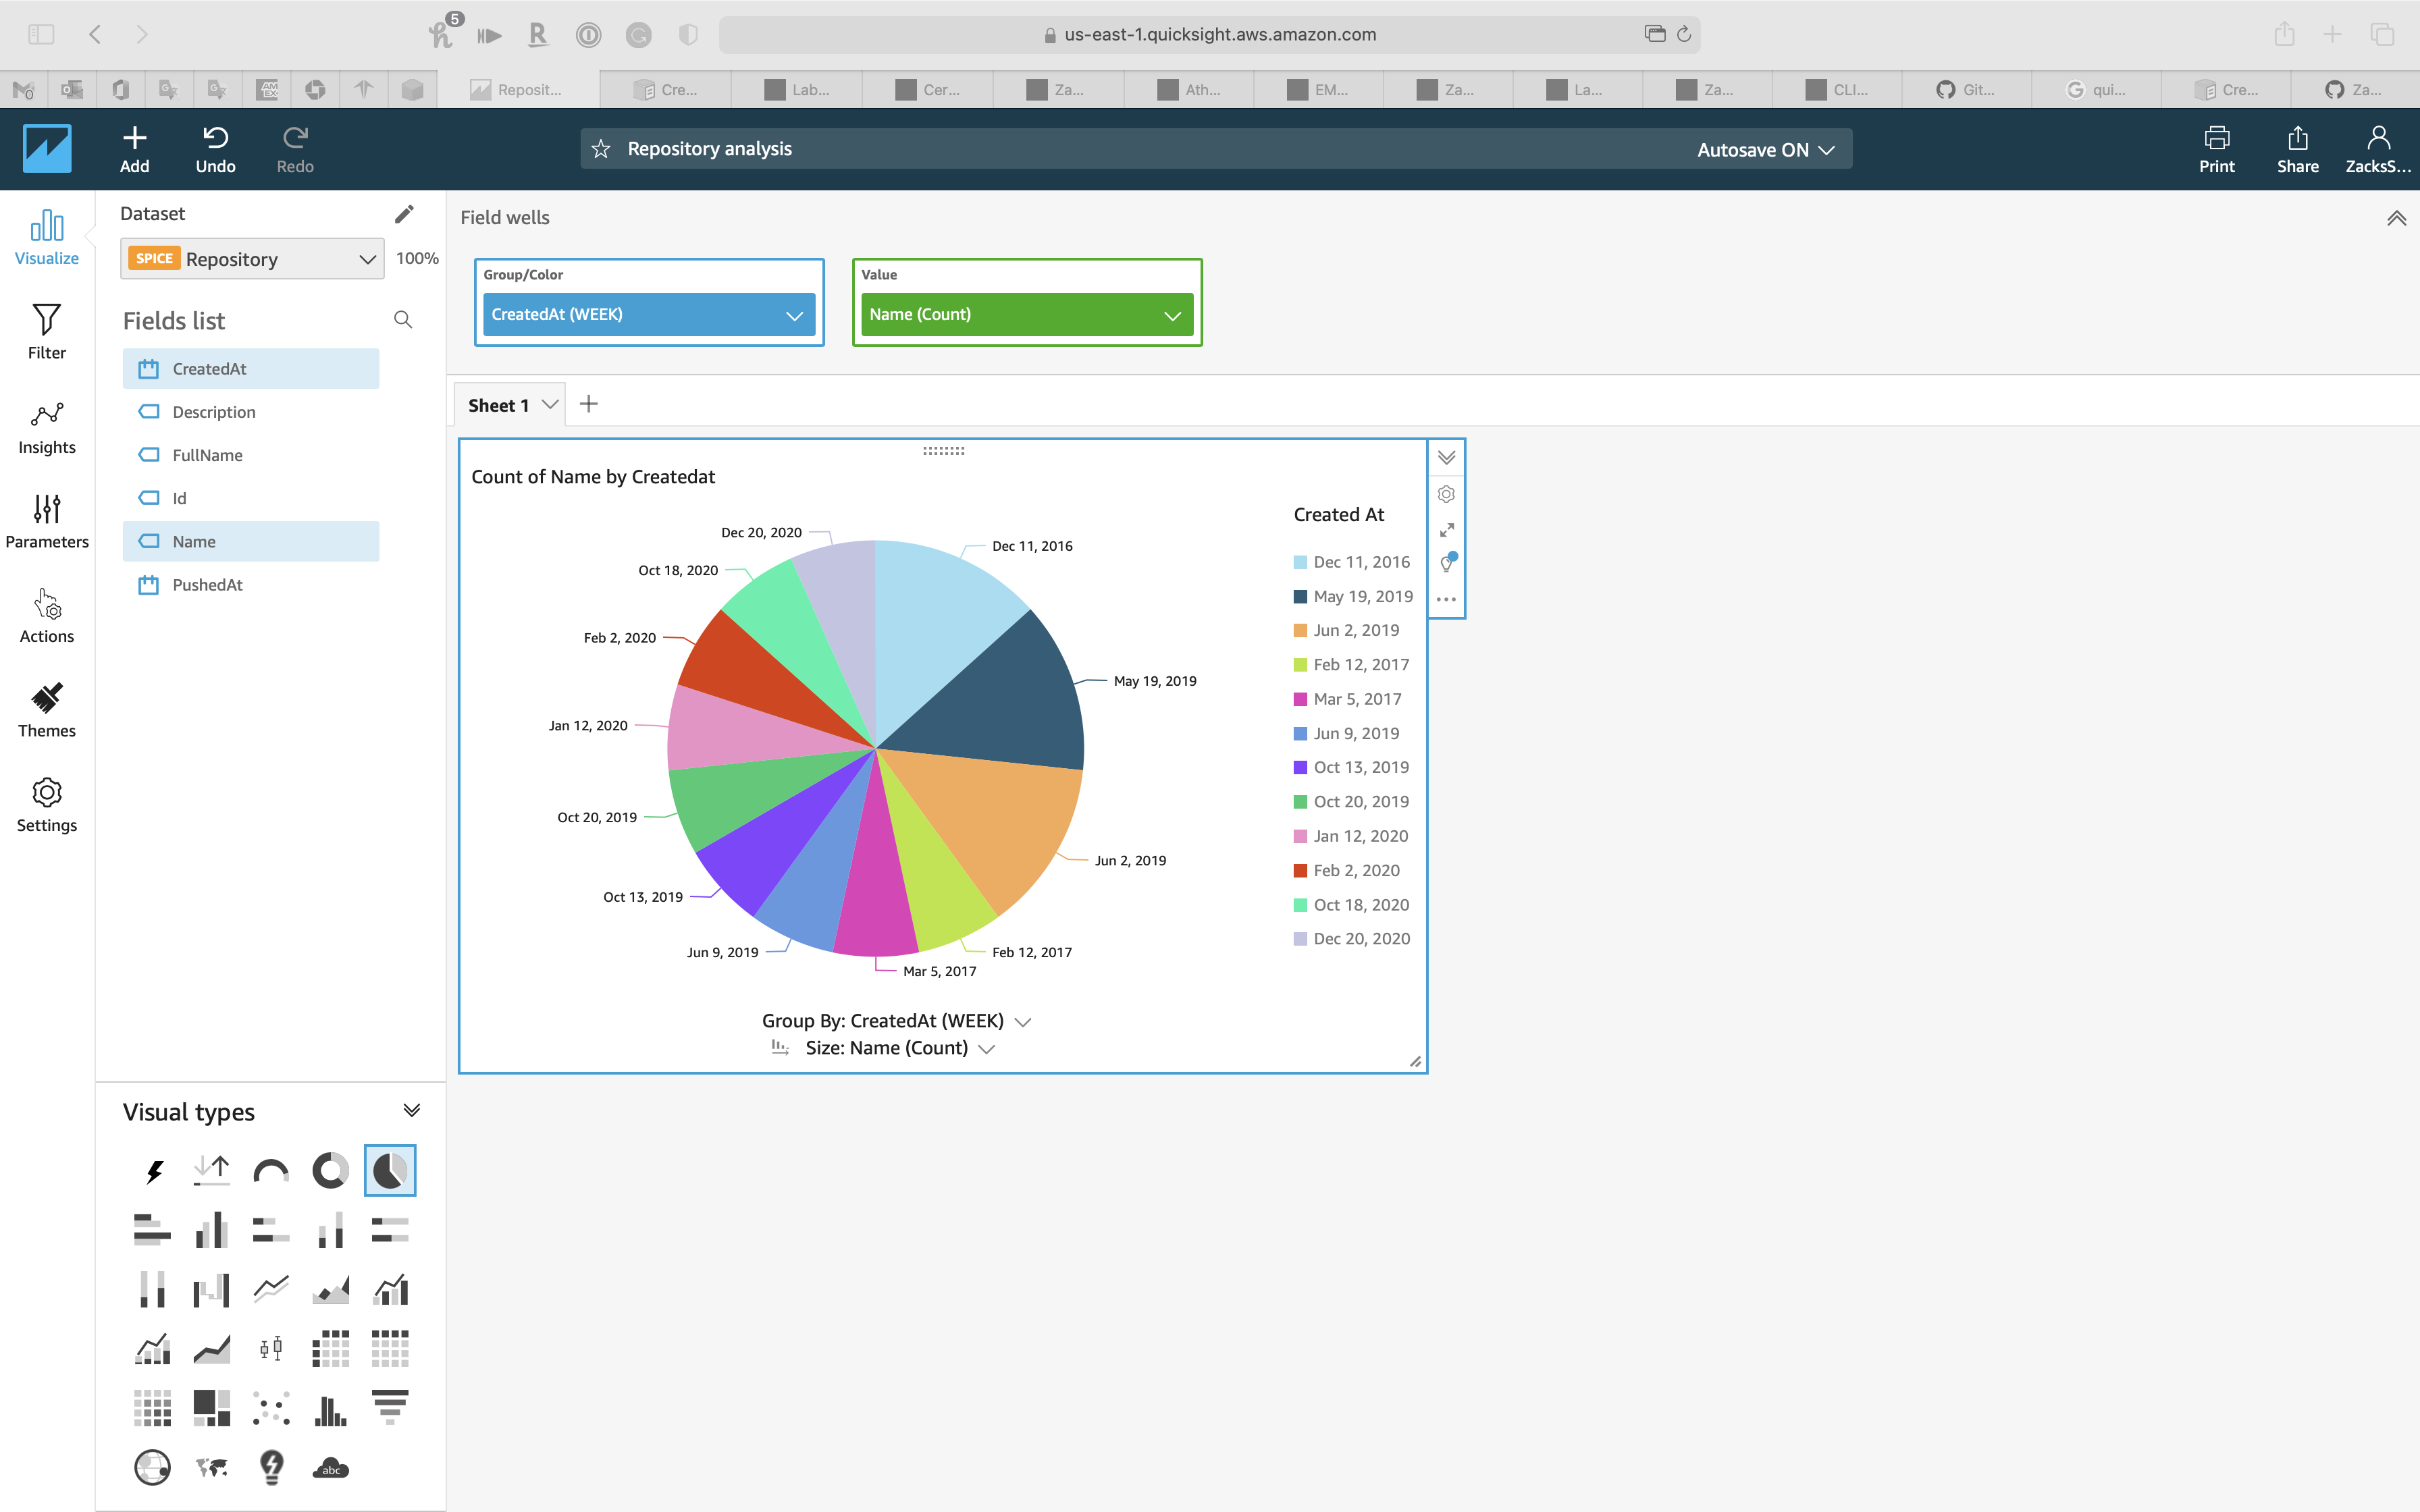 5
us-east-1.quicksight.aws.amazon.com
0
AM
EX
Reposit...
Cre...
Lab...
Cer...
Za...
Ath...
EM...
Za...
La...
Za...
CLI...
Git...
qui...
Cre...
Za...
Add
Undo
Redo
Repository analysis
Autosave ON
Print
Share
ZacksS...
Visualize
Filter
Insights
Parameters
Actions
Themes
Settings
Dataset
SPICE Repository
100%
Fields list
CreatedAt
Description
FullName
Id
Name
PushedAt
Field wells
Group/Color
CreatedAt (WEEK)
Value
Name (Count)
Sheet 1
Count of Name by Createdat
Dec 20, 2020
Dec 11, 2016
Oct 18, 2020
Feb 2, 2020
May 19, 2019
Jan 12, 2020
Oct 20, 2019
Jun 2, 2019
Oct 13, 2019
Jun 9, 2019
Feb 12, 2017
Mar 5, 2017
Created At
Dec 11, 2016
May 19, 2019
Jun 2, 2019
Feb 12, 2017
Mar 5, 2017
Jun 9, 2019
Oct 13, 2019
Oct 20, 2019
Jan 12, 2020
Feb 2, 2020
Oct 18, 2020
Dec 20, 2020
Group By: CreatedAt (WEEK)
Size: Name (Count)
Visual types
abc